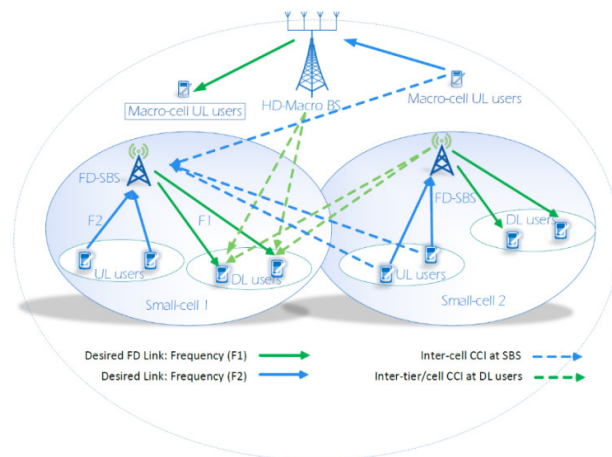 Macro-cell UL users
HD-Macro BS
Macro-cell UL users
FD-SBS
F2
F1
UL users
DL users
Small-cell 1
FD-SBS
DL users
UL users
Small-cell 2
Desired FD Link: Frequency (F1)
Inter-cell CCI at SBS
Desired Link: Frequency (F2)
Inter-tier/cell CCI at DL users